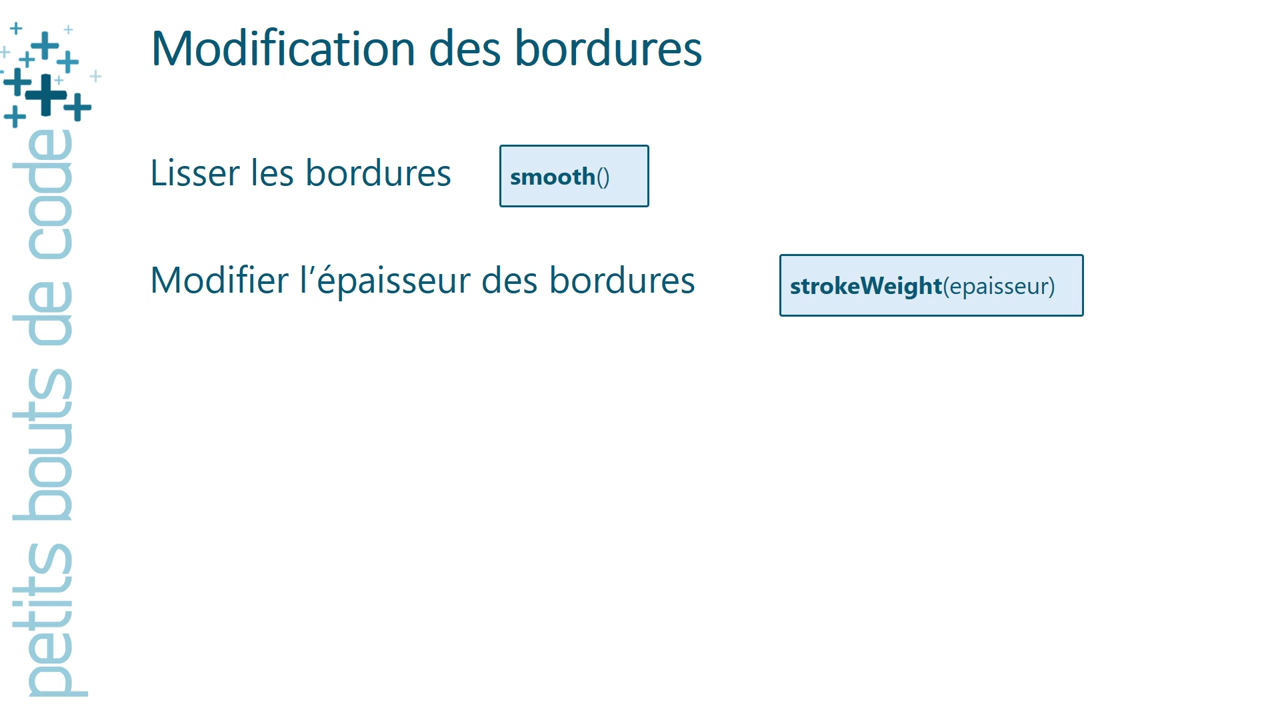 Modification des bordures
Lisser les bordures
smooth()
Modifier l’épaisseur des bordures
strokeWeight(epaisseur)
petits bouts de code